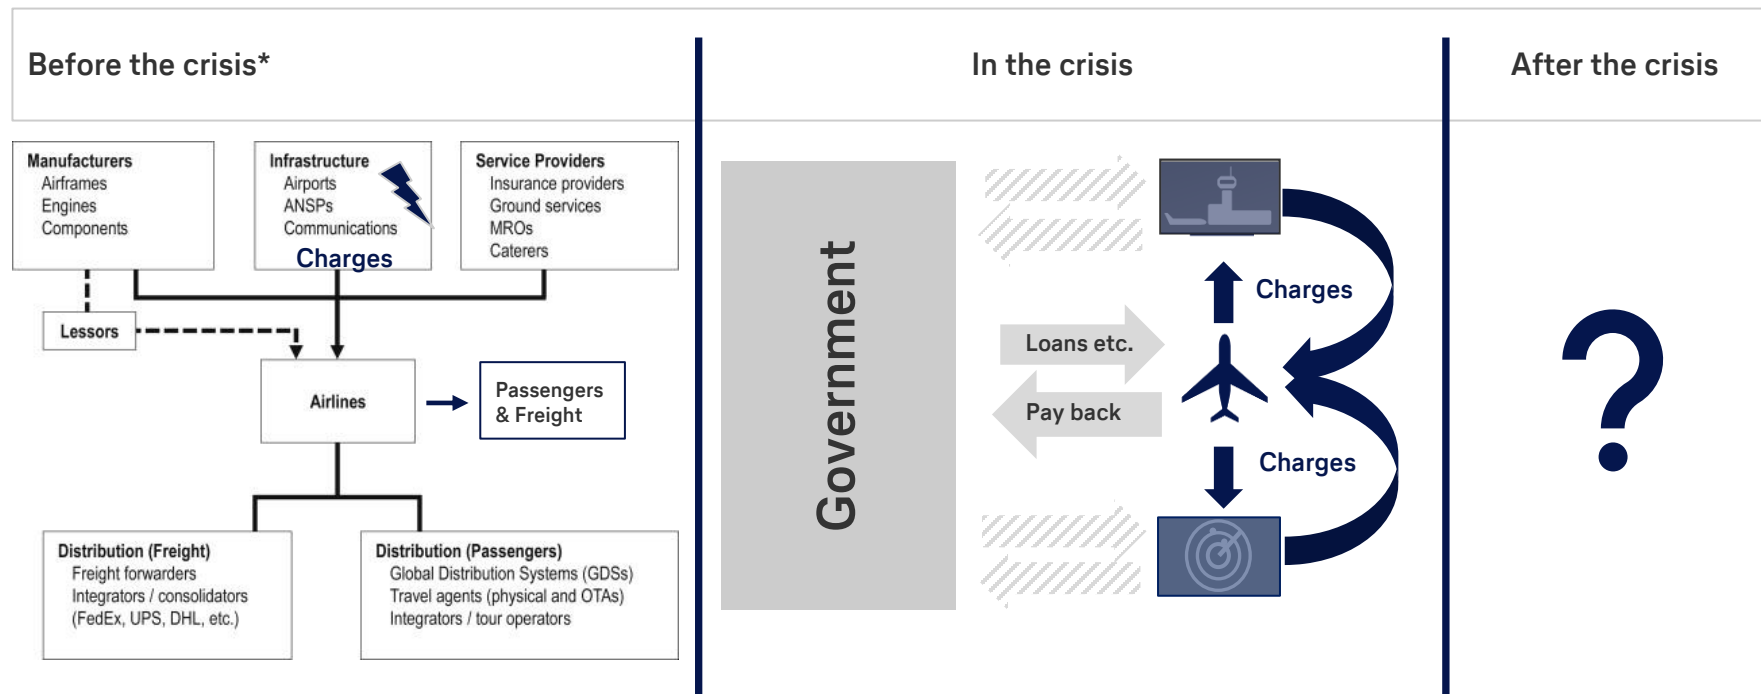 Before the crisis*
In the crisis
After the crisis
Manufacturers
Airframes
Engines
Components
Infrastructure
Airports
ANSPs
Communications
Charges
Service Providers
Insurance providers
Ground services
MROs
Caterers
Lessors
Airlines
Passengers
& Freight
Distribution (Freight)
Freight forwarders
Integrators / consolidators
(FedEx, UPS, DHL, etc.)
Distribution (Passengers)
Global Distribution Systems (GDSs)
Travel agents (physical and OTAs)
Integrators / tour operators
Government
Charges
Loans etc.
Pay back
Charges
?